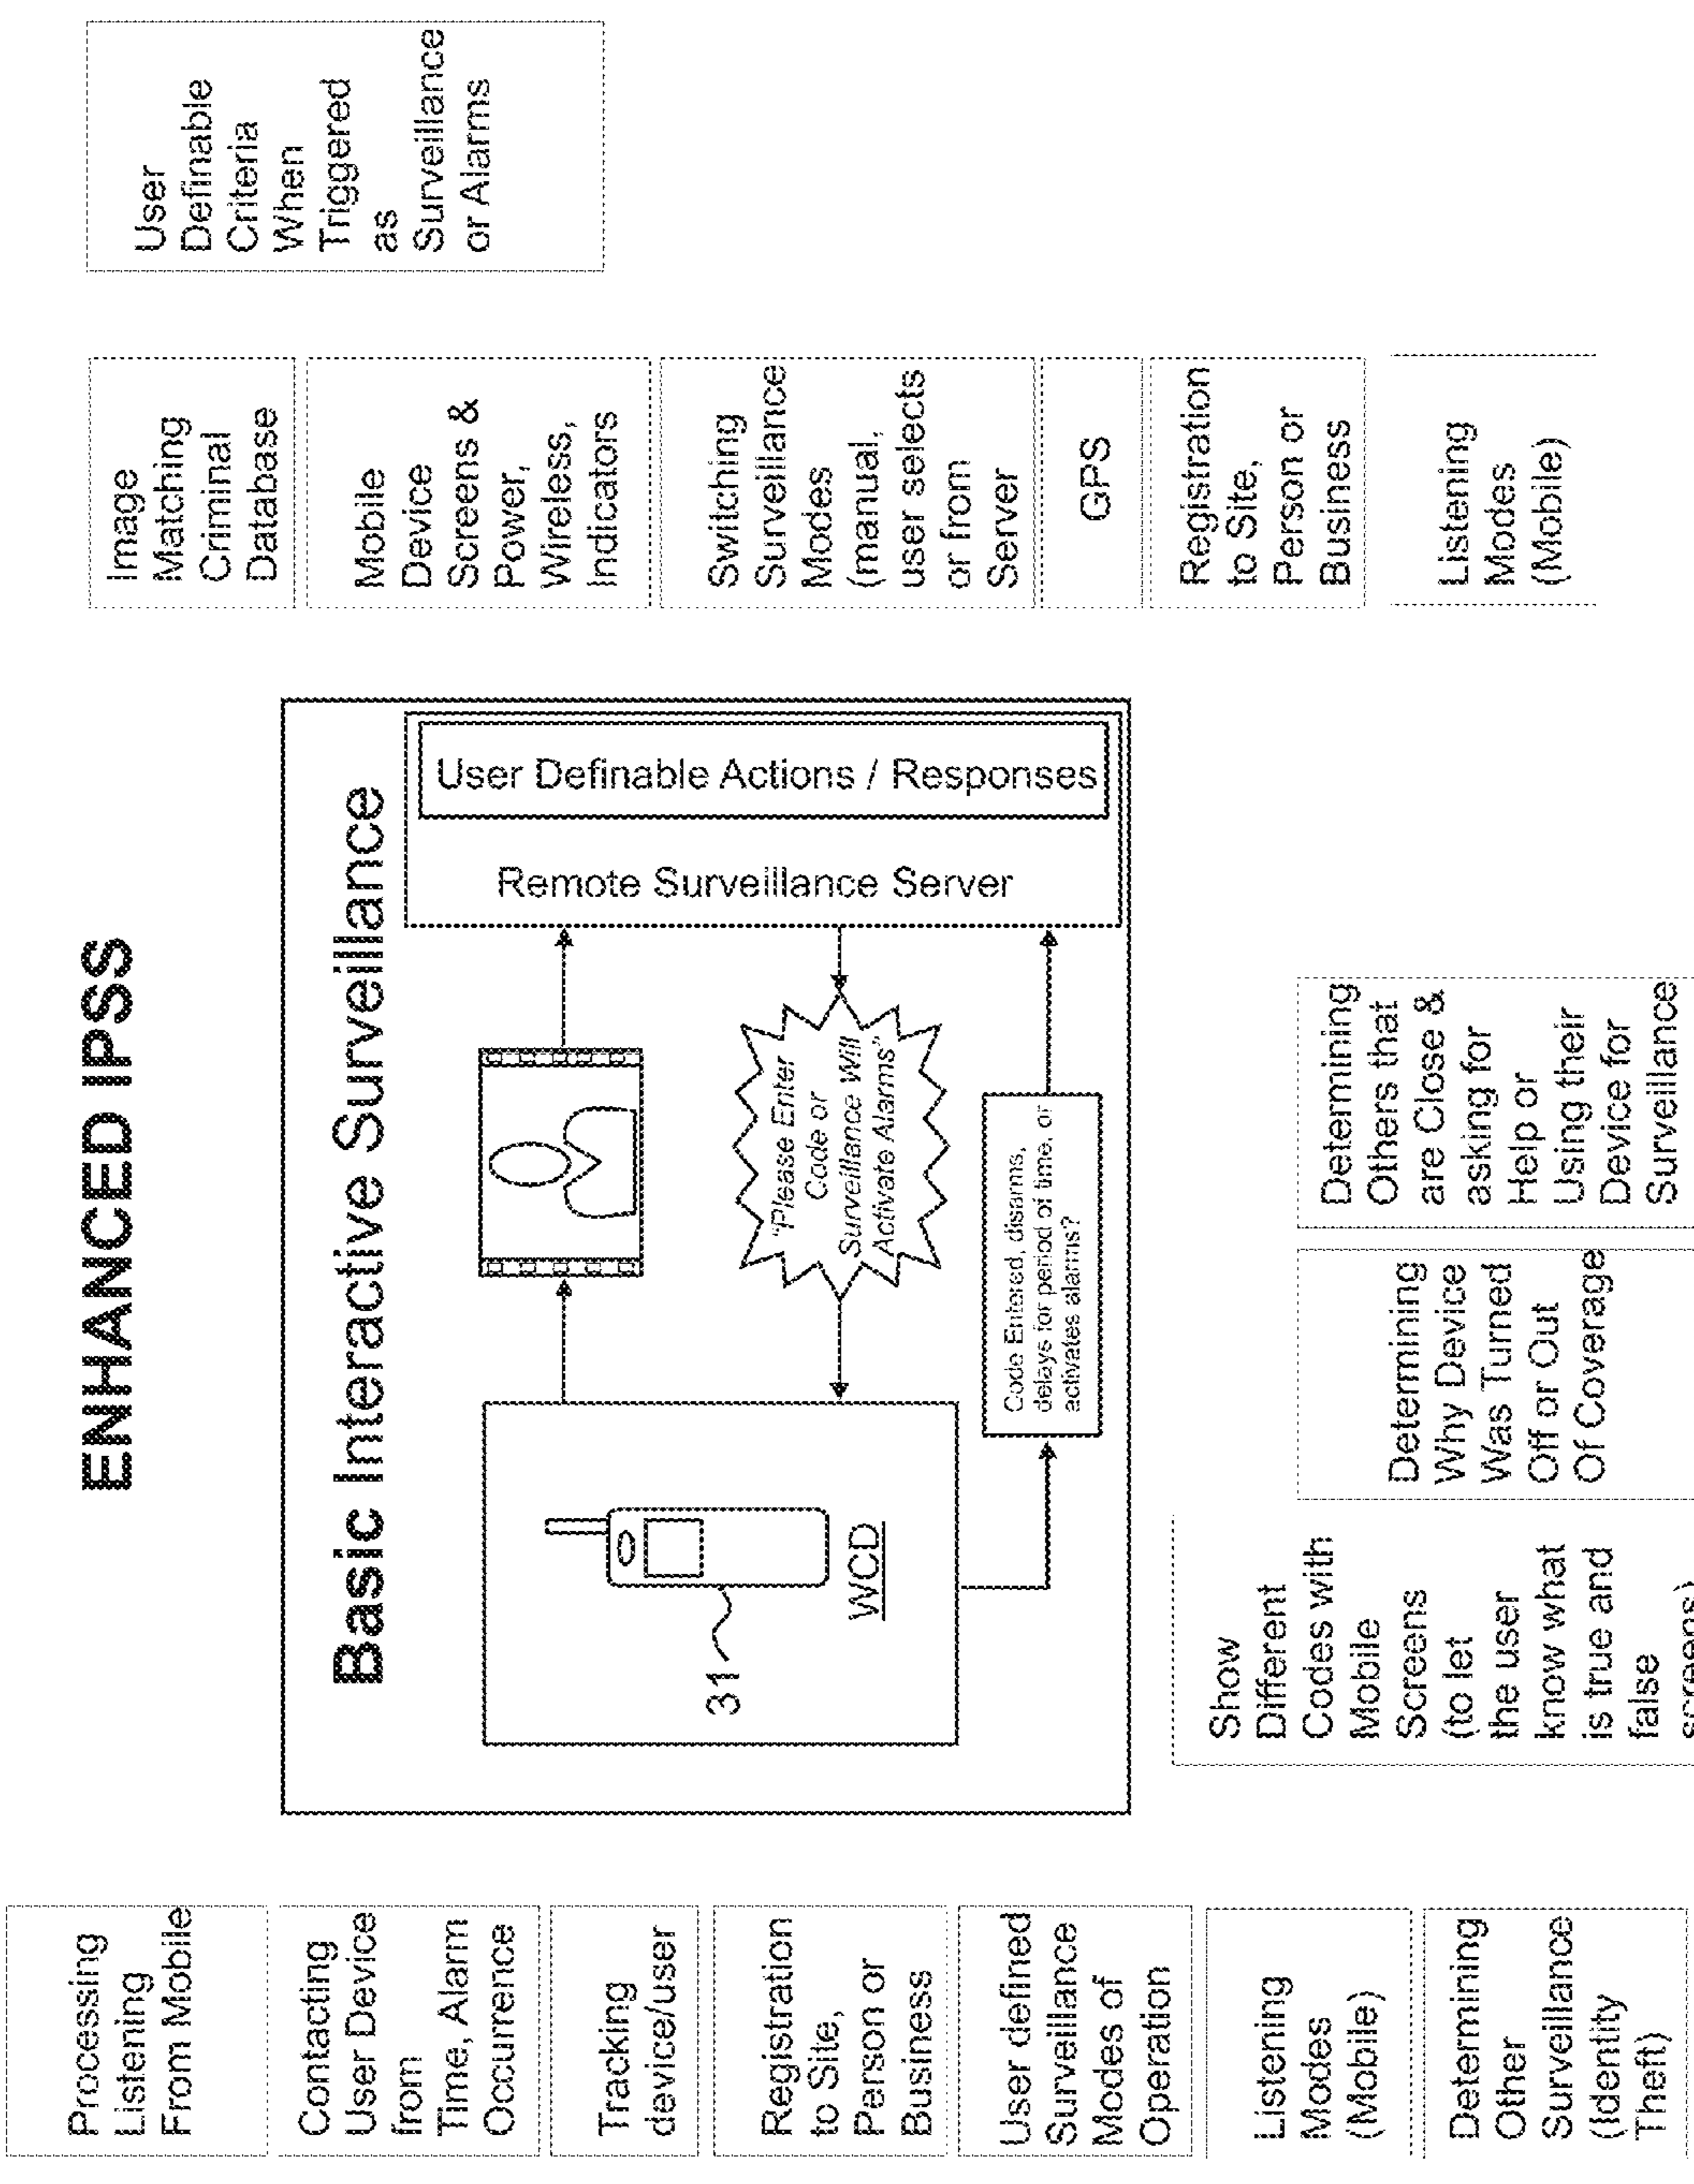 ENHANCED IPSS
Processing
Listening
From Mobile
Contacting
User Device
from
Time, Alarm
Occurrence
Tracking
device/user
Registration
to Site,
Person or
Business
User defined
Surveillance
Modes of
Operation
Listening
Modes
(Mobile)
Determining
Other
Surveillance
(Identity
Theft)
Basic Interactive Surveillance
31
WCD
"Please Enter
Code or
Surveillance Will
Activate Alarms"
Code Entered, disarms,
delays for period of time, or
activates alarms?
Remote Surveillance Server
User Definable Actions / Responses
Show
Different
Codes with
Mobile
Screens
(to let
the user
know what
is true and
false
screens)
Determining
Why Device
Was Turned
Off or Out
Of Coverage
Determining
Others that
are Close &
asking for
Help or
Using their
Device for
Surveillance
Image
Matching
Criminal
Database
Mobile
Device
Screens &
Power,
Wireless,
Indicators
Switching
Surveillance
Modes
(manual,
user selects
or from
Server
GPS
Registration
to Site,
Person or
Business
Listening
Modes
(Mobile)
User
Definable
Criteria
When
Triggered
as
Surveillance
or Alarms